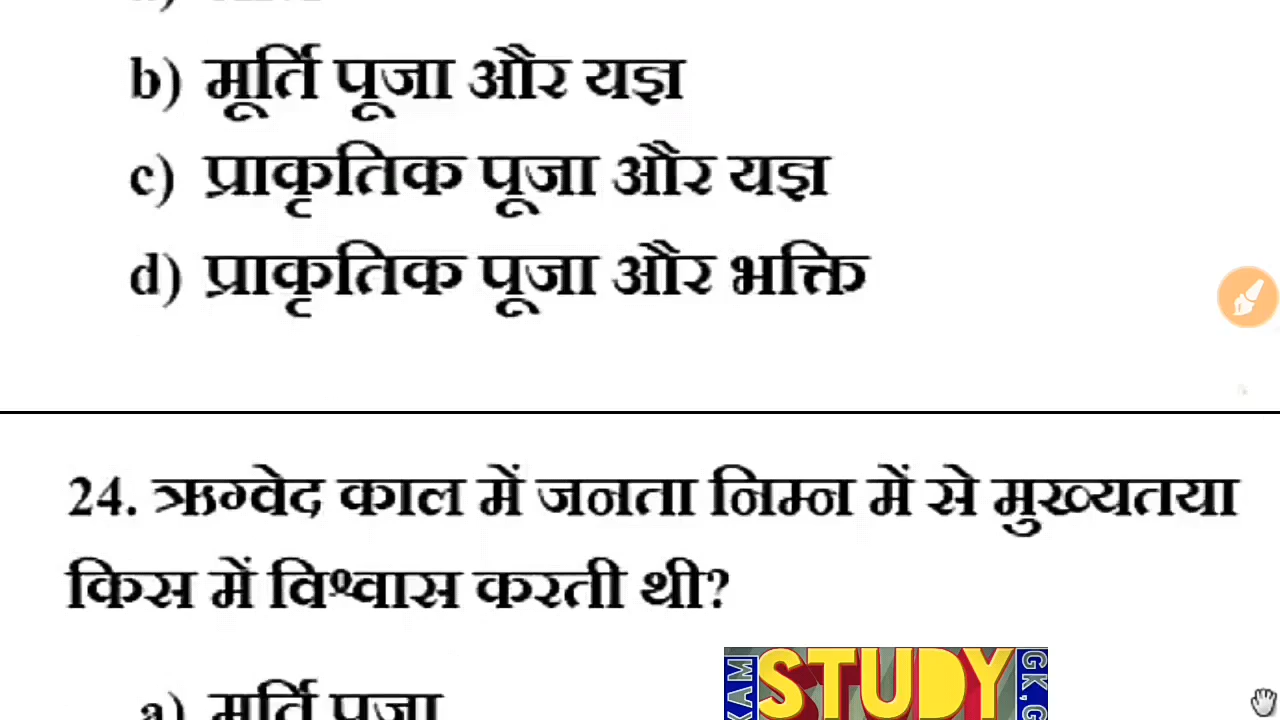 b) मूर्ति पूजा और यज्ञ
c) प्राकृतिक पूजा और यज्ञ
d) प्राकृतिक पूजा और भक्ति
24. ऋग्वेद काल में जनता निम्न में से मुख्यतया
किस में विश्वास करती थी?
a) मूर्ति पूजा
STUDY